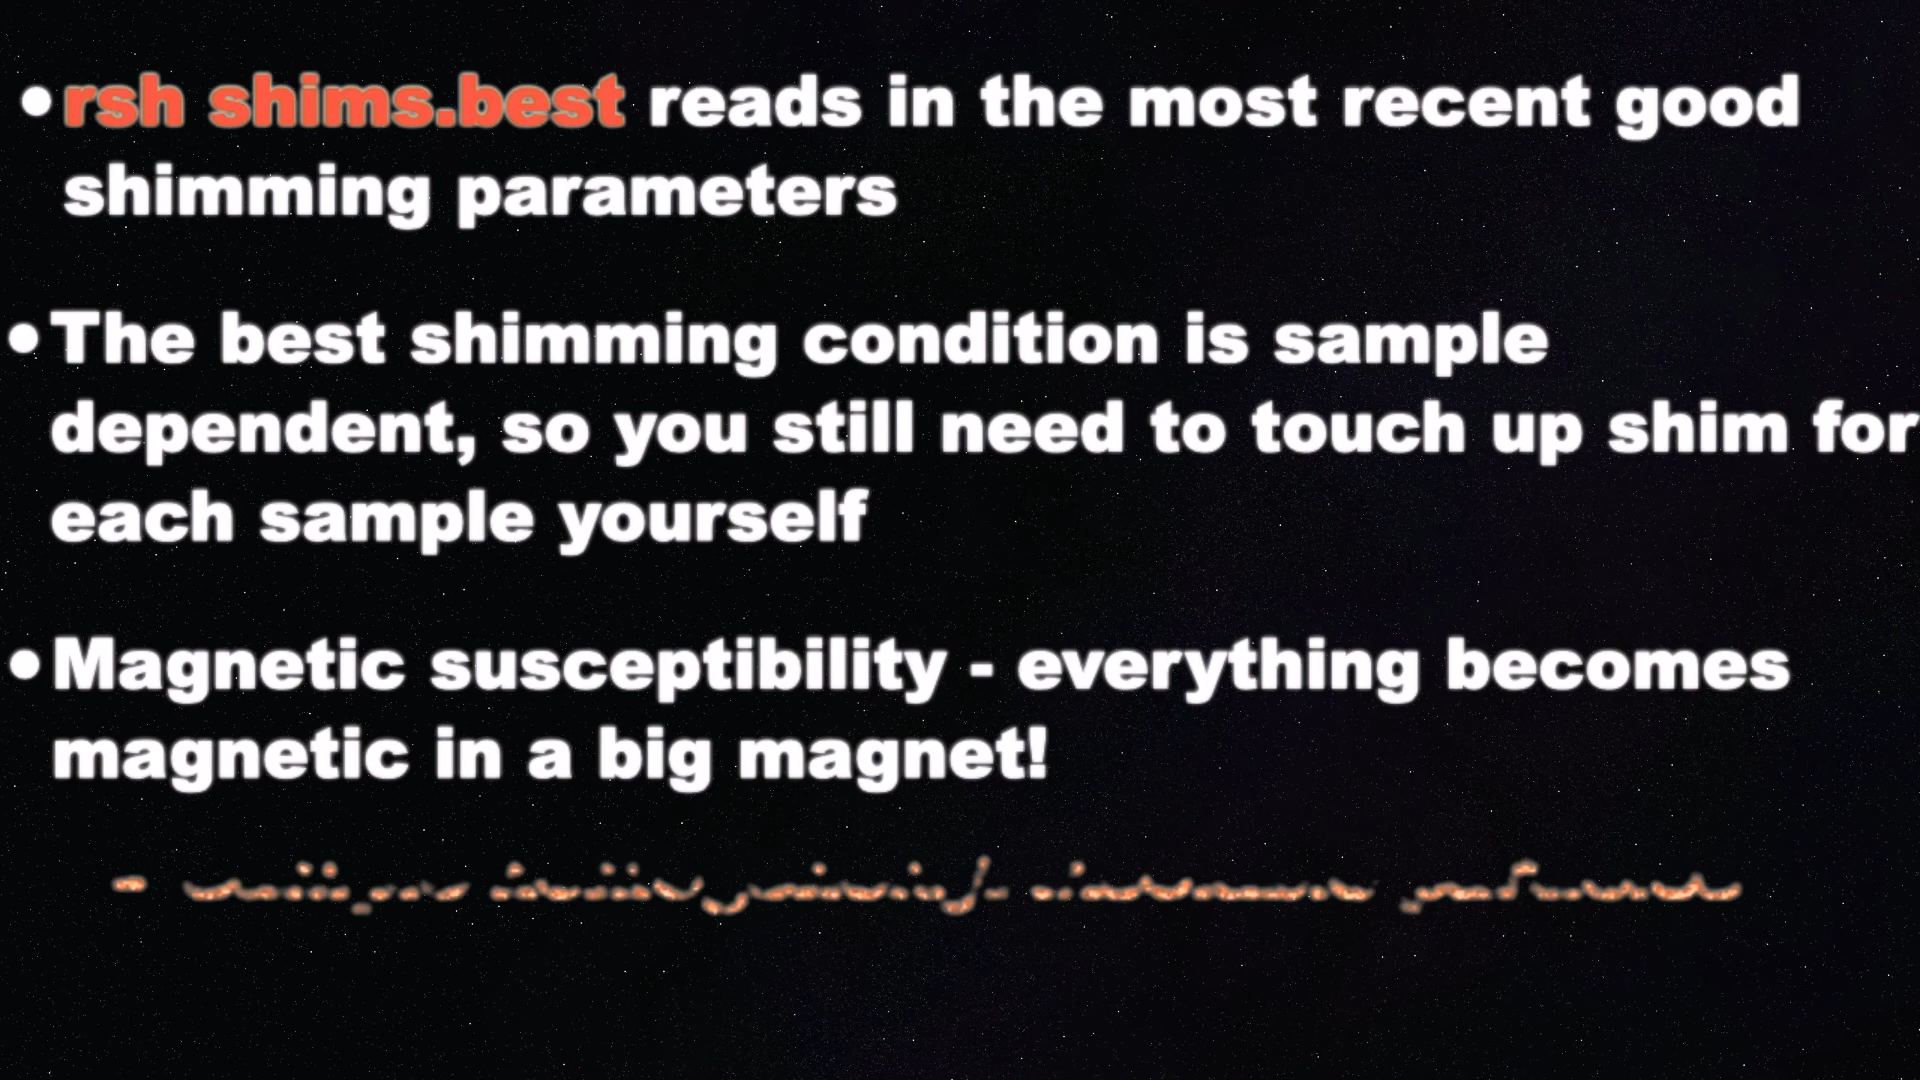 •rsh shims.best reads in the most recent good
shimming parameters
•The best shimming condition is sample
dependent, so you still need to touch up shim for
each sample yourself
•Magnetic susceptibility - everything becomes
magnetic in a big magnet!